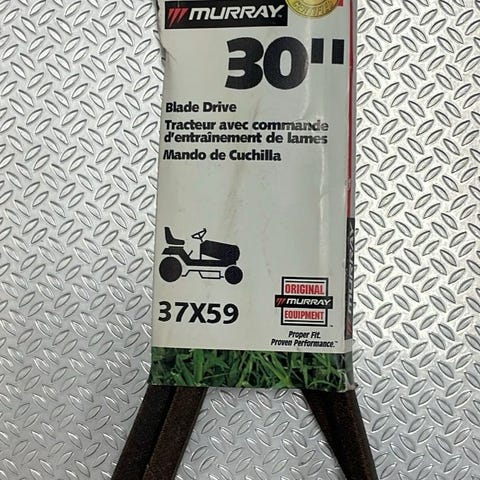 MURRAY
30"
Blade Drive
Tracteur avec commande
d'entraînement de lames
Mando de Cuchilla
37X59
ORIGINAL
MURRAY
EQUIPMENT
Proper Fit.
Proven Performance.™